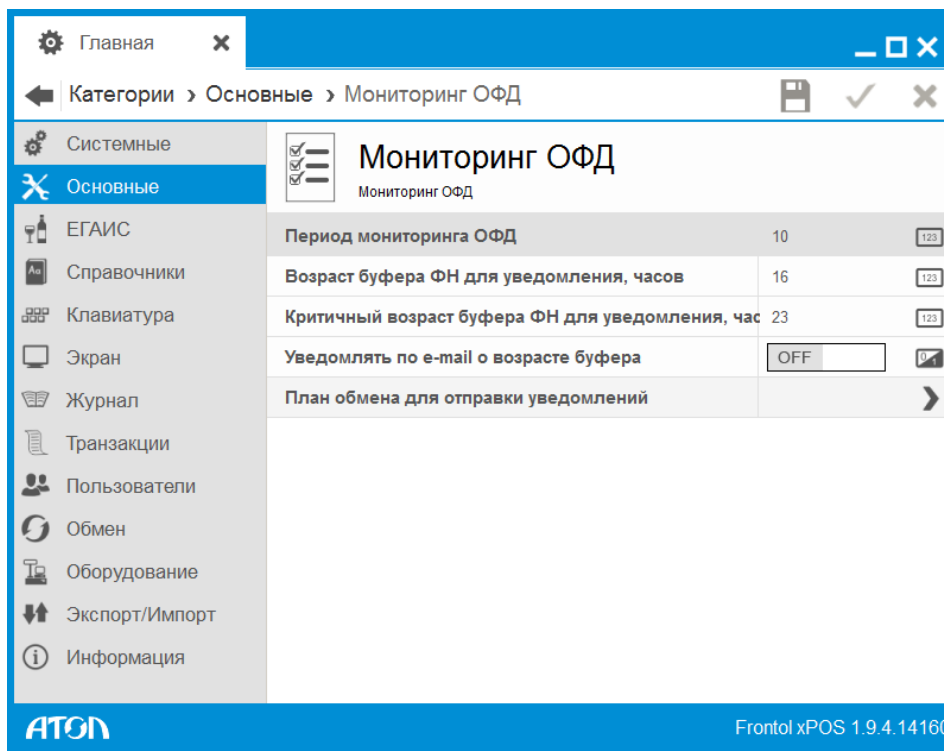 Главная
Категории › Основные › Мониторинг ОФД
Системные
Основные
ЕГАИС
Справочники
Клавиатура
Экран
Журнал
Транзакции
Пользователи
Обмен
Оборудование
Экспорт/Импорт
Информация
Мониторинг ОФД
Мониторинг ОФД
Период мониторинга ОФД 10 123
Возраст буфера ФН для уведомления, часов 16 123
Критичный возраст буфера ФН для уведомления, час 23 123
Уведомлять по e-mail о возрасте буфера OFF 0/1
План обмена для отправки уведомлений
АТОЛ Frontol xPOS 1.9.4.14160